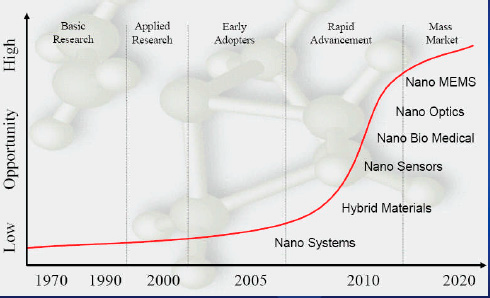 Basic
Research
Applied
Research
Early
Adopters
Rapid
Advancement
Mass
Market
High
Opportunity
Low
Nano MEMS
Nano Optics
Nano Bio Medical
Nano Sensors
Hybrid Materials
Nano Systems
1970 1990 2000 2005 2010 2020